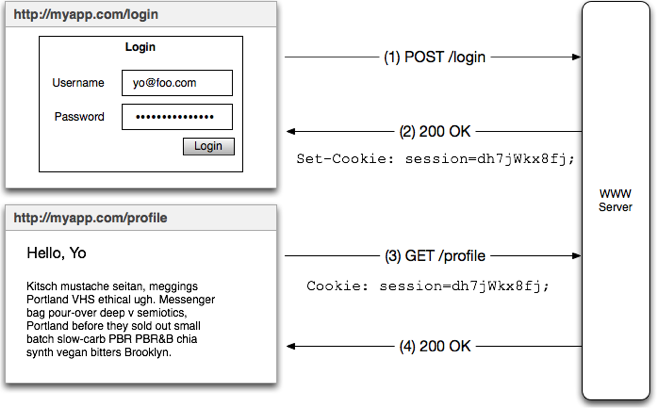 http://myapp.com/login
Login
Username
yo@foo.com
Password
•••••••••••••••
Login
(1) POST /login
(2) 200 OK
Set-Cookie: session=dh7jWkx8fj;
WWW
Server
http://myapp.com/profile
Hello, Yo
Kitsch mustache seitan, meggings
Portland VHS ethical ugh. Messenger
bag pour-over deep v semiotics,
Portland before they sold out small
batch slow-carb PBR PBR&B chia
synth vegan bitters Brooklyn.
(3) GET /profile
Cookie: session=dh7jWkx8fj;
(4) 200 OK